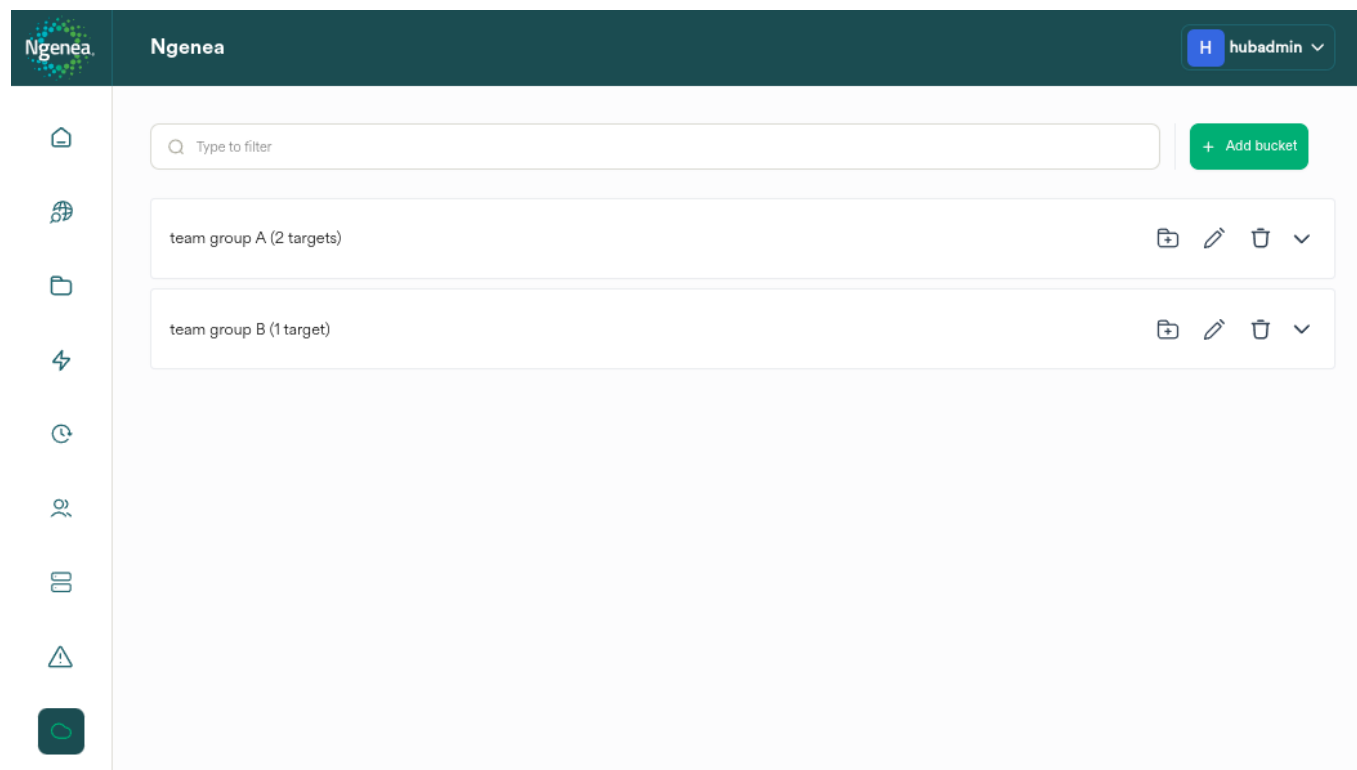 Ngenea.
Ngenea
H hubadmin
Type to filter
+ Add bucket
team group A (2 targets)
team group B (1 target)